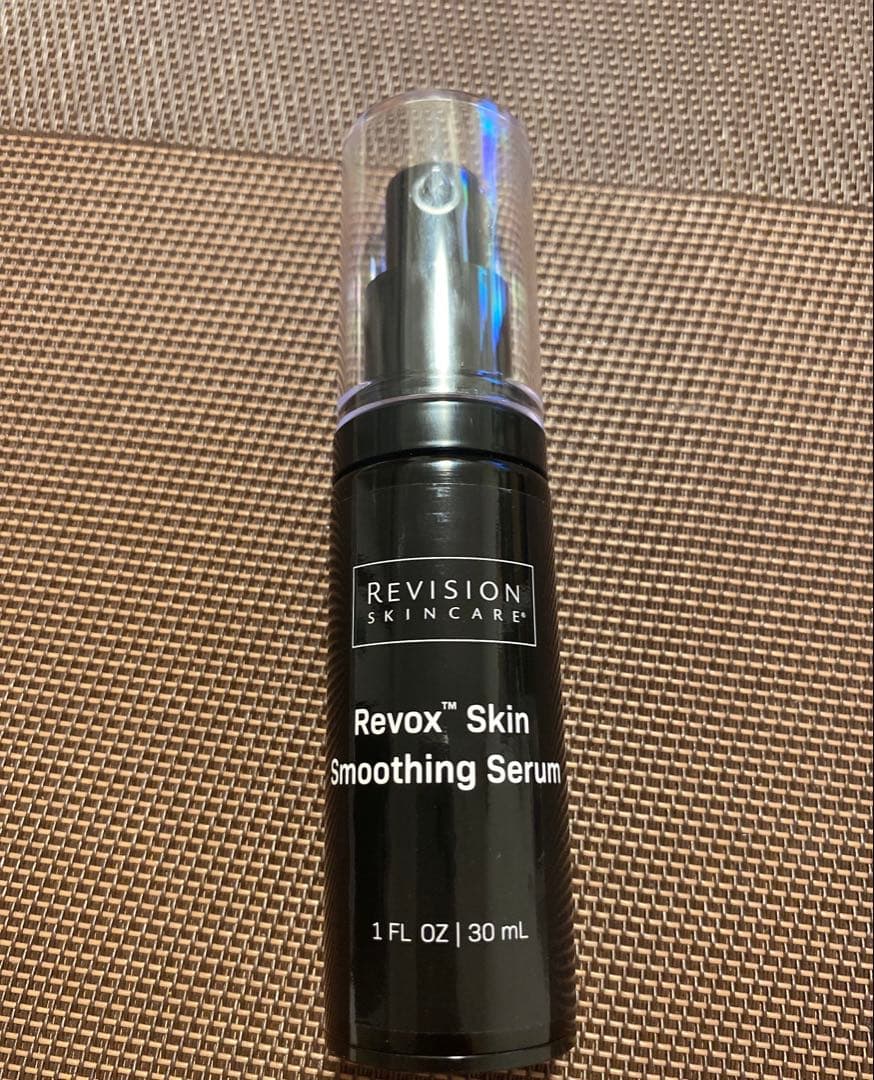 REVISION
SKINCARE®
Revox™ Skin
Smoothing Serum
1 FL OZ | 30 mL